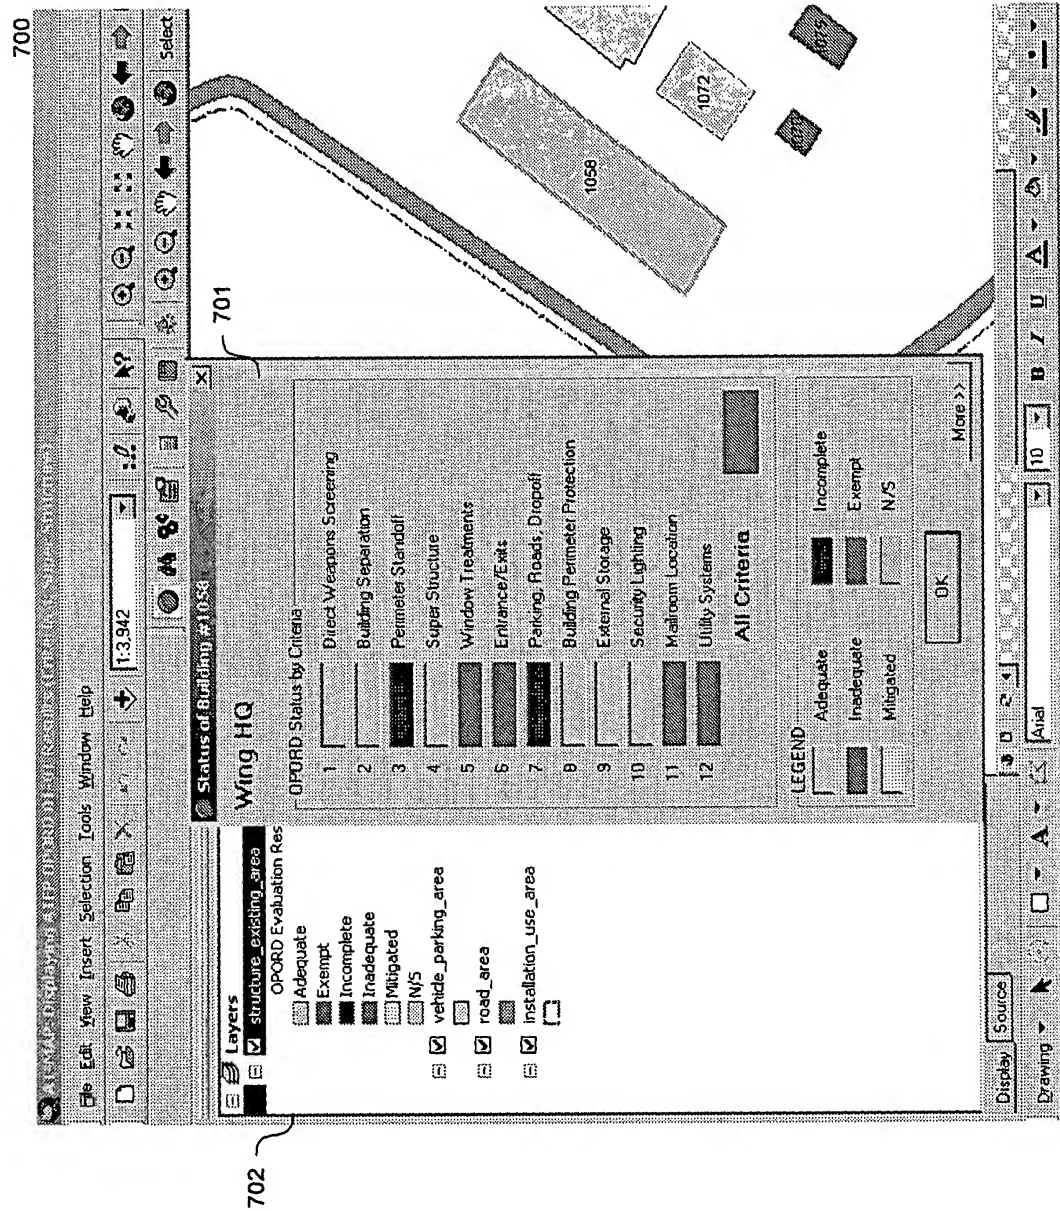 700
File Edit View Insert Selection Tools Window Help
1:3,942
Select
702
Layers
structure_existing_area
OPORD Evaluation Res
Adequate
Exempt
Incomplete
Inadequate
Mitigated
N/S
vehicle_parking_area
road_area
installation_use_area
Display Source
701
Status of Building #1058
Wing HQ
OPORD Status by Criteria
1 Direct Weapons Screening
2 Building Separation
3 Perimeter Standoff
4 Super Structure
5 Window Treatments
6 Entrance/Exits
7 Parking, Roads, Dropoff
8 Building Perimeter Protection
9 External Storage
10 Security Lighting
11 Mailroom Location
12 Utility Systems
All Criteria
LEGEND
Adequate Incomplete
Inadequate Exempt
Mitigated N/S
OK
More >>
1058
1072
Drawing A Arial 10 B I U A